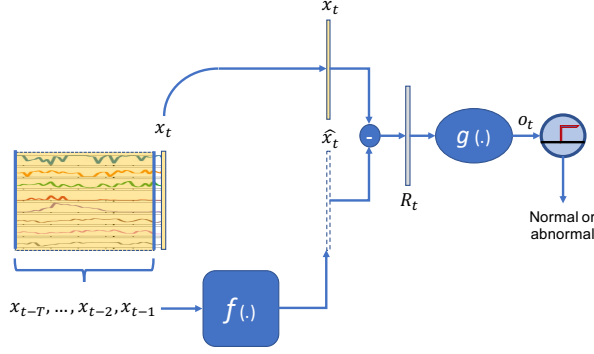 x_t
x_t
x̂_t
-
g(.)
o_t
R_t
Normal or
abnormal
x_{t-T}, ..., x_{t-2}, x_{t-1}
f(.)